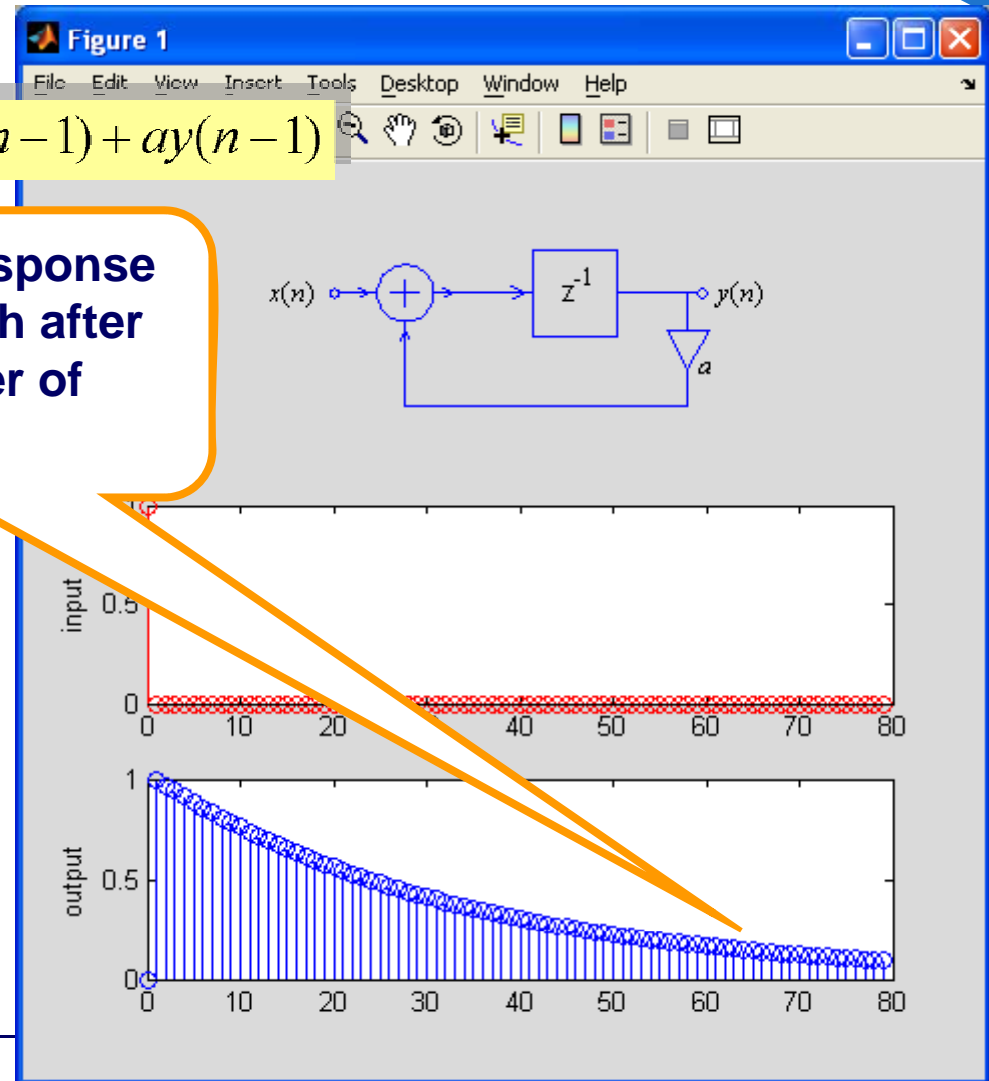 Figure 1
File Edit View Insert Tools Desktop Window Help
n−1) + ay(n−1)
sponse
h after
er of
x(n) + z⁻¹ y(n)
a
input
0.5
0
0 10 20 30 40 50 60 70 80
output
1
0.5
0
0 10 20 30 40 50 60 70 80